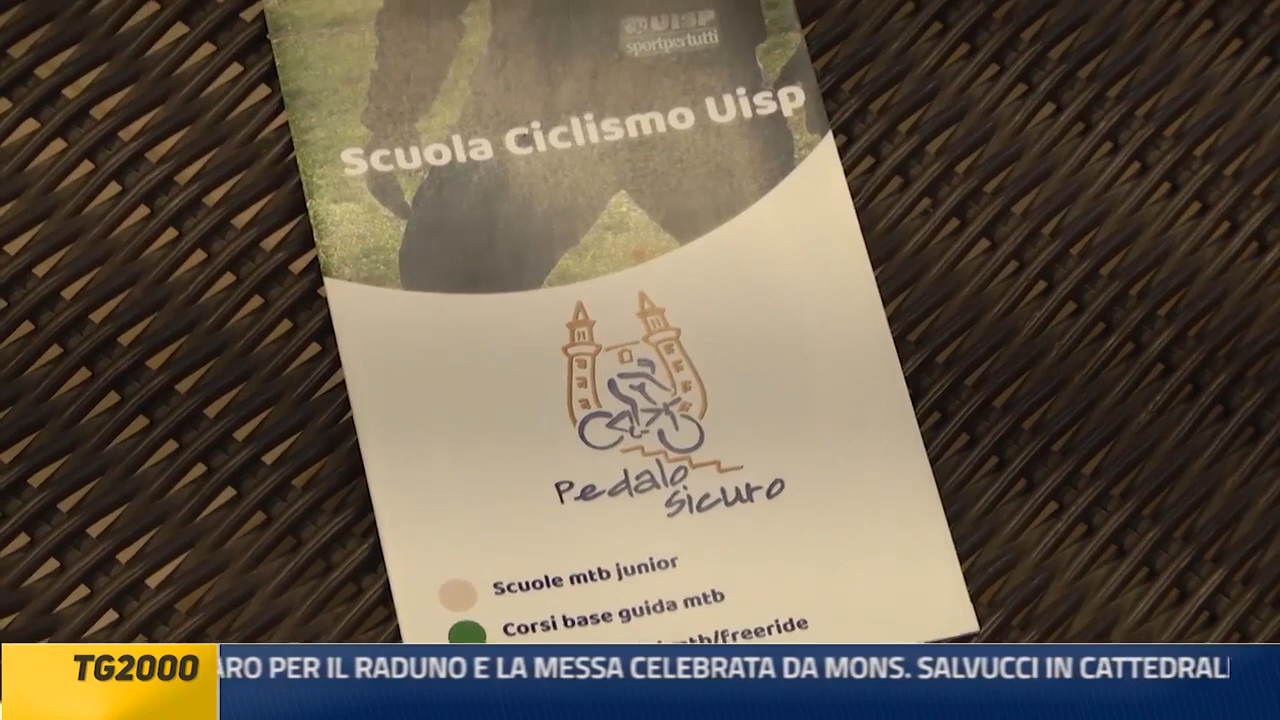 UISP
sportpertutti
Scuola Ciclismo Uisp
Pedalo
sicuro
Scuole mtb junior
Corsi base guida mtb
mtb/freeride
TG2000
ARO PER IL RADUNO E LA MESSA CELEBRATA DA MONS. SALVUCCI IN CATTEDRAL